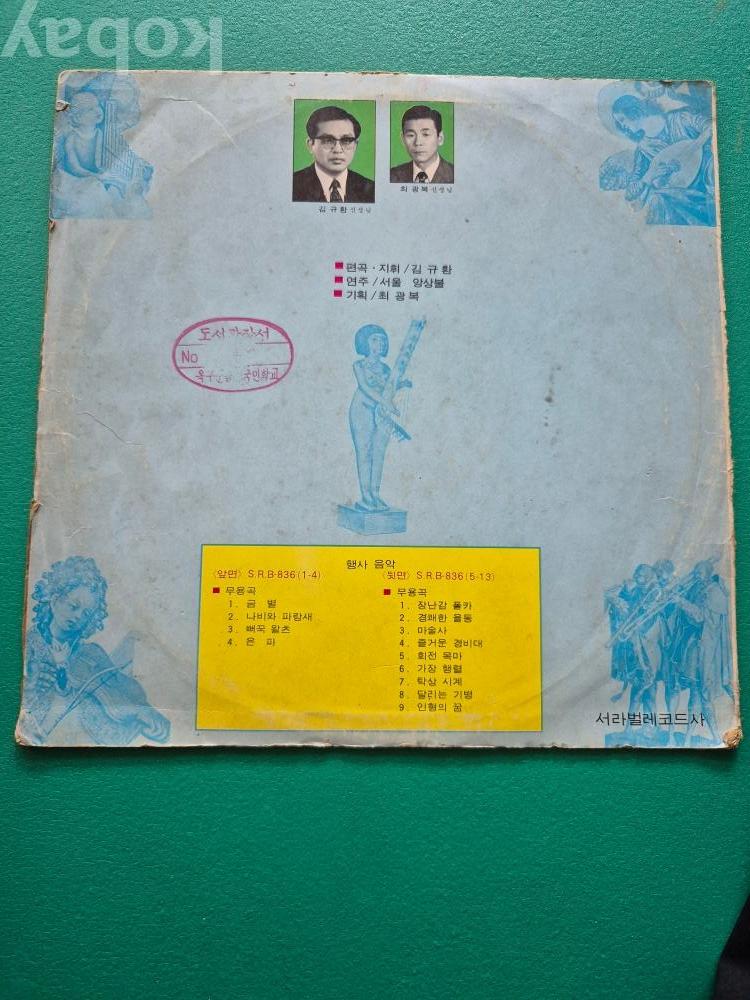 kobay
김규환 선생님
최광복 선생님
■ 편곡·지휘/김 규 환
■ 연주/서울 앙상블
■ 기획/최 광 복
도서
No
국민학교
행사 음악
〈앞면〉 S.R.B-836 (1-4)
■ 무용곡
1. 금 별
2. 나비와 파랑새
3. 뻐꾹 왈츠
4. 은 파
〈뒷면〉 S.R.B-836 (5-13)
■ 무용곡
1. 장난감 폴카
2. 경쾌한 율동
3. 마술사
4. 즐거운 경비대
5. 회전 목마
6. 가장 행렬
7. 탁상 시계
8. 달리는 기병
9. 인형의 꿈
서라벌레코드사